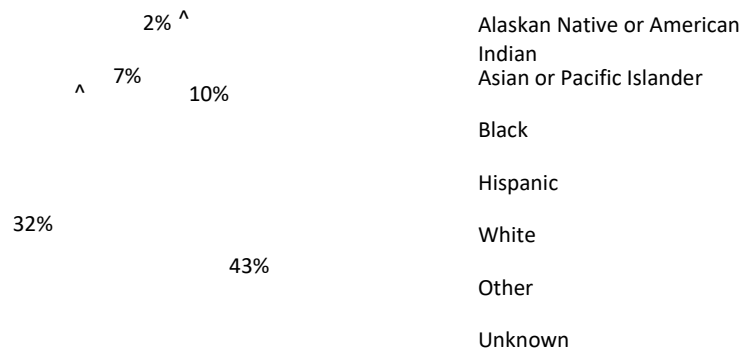 2% ^
7%
^
10%
32%
43%
Alaskan Native or American
Indian
Asian or Pacific Islander
Black
Hispanic
White
Other
Unknown